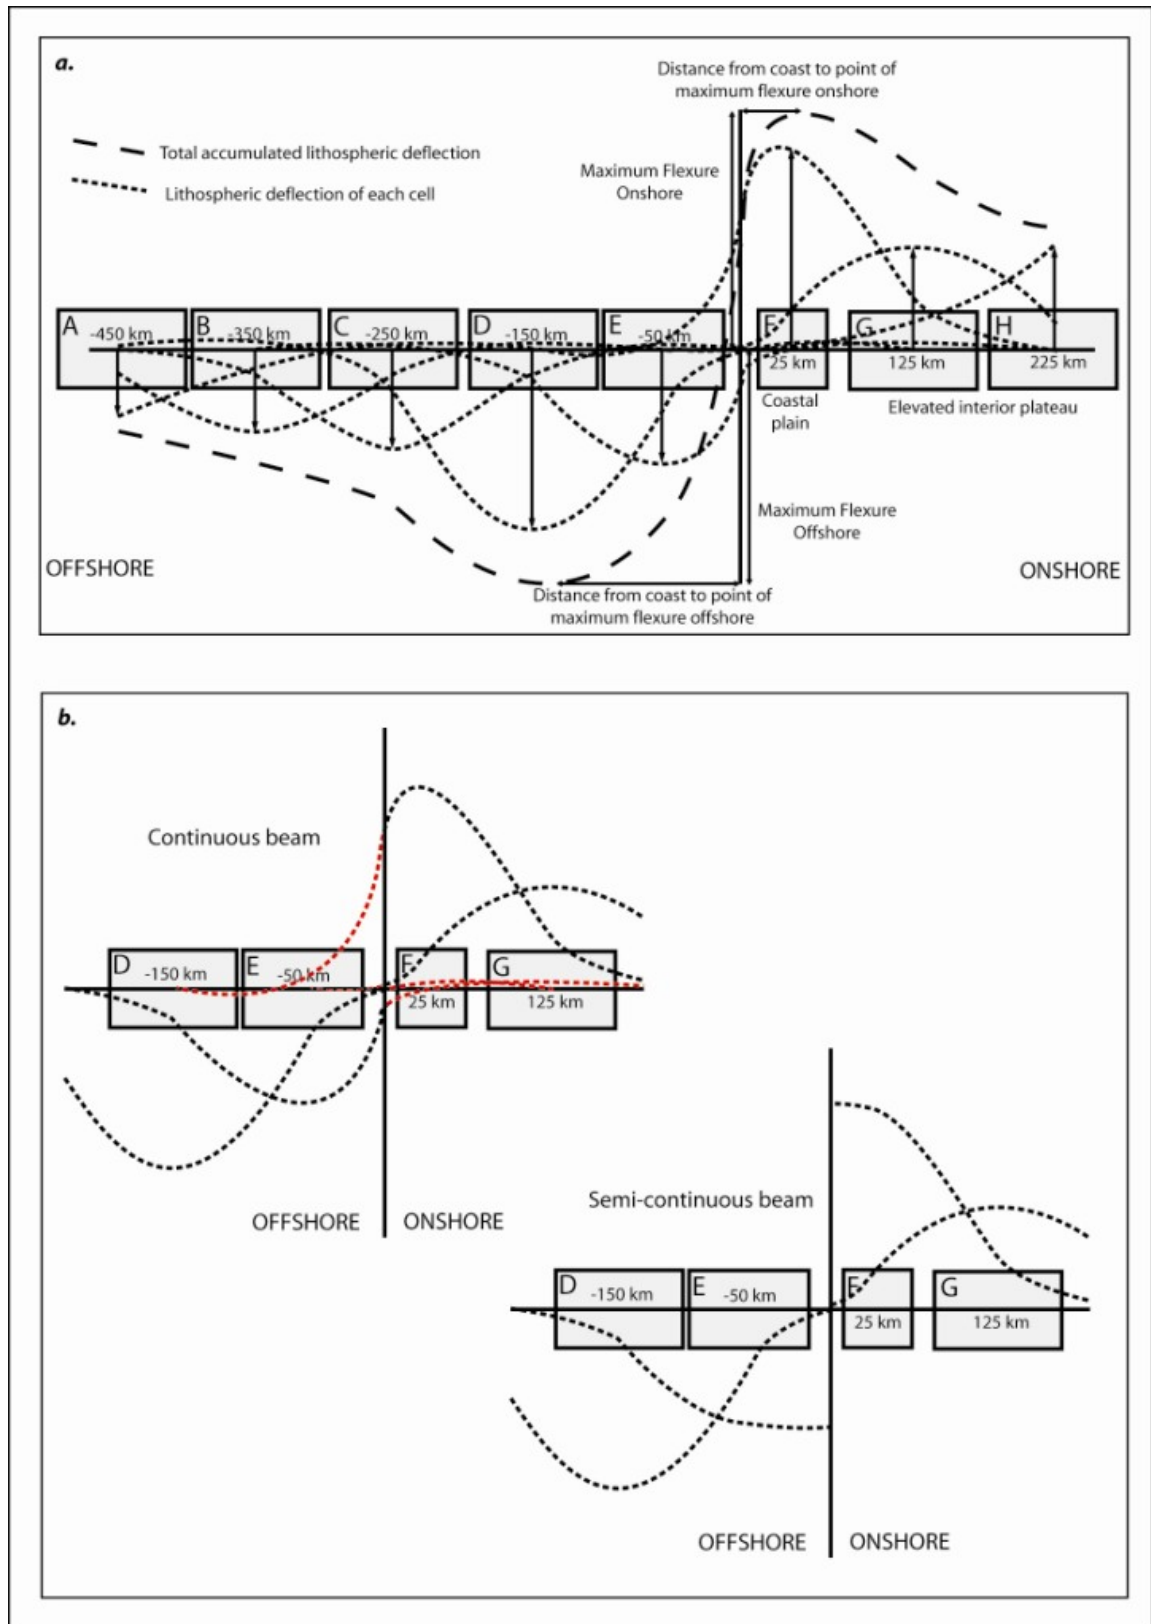 a.
Distance from coast to point of
maximum flexure onshore
Total accumulated lithospheric deflection
Lithospheric deflection of each cell
Maximum Flexure
Onshore
A
-450 km
B
-350 km
C
-250 km
D
-150 km
E
-50 km
F
25 km
G
125 km
H
225 km
Coastal
plain
Elevated interior plateau
Maximum Flexure
Offshore
OFFSHORE
ONSHORE
Distance from coast to point of
maximum flexure offshore
b.
Continuous beam
D
-150 km
E
-50 km
F
25 km
G
125 km
OFFSHORE
ONSHORE
Semi-continuous beam
D
-150 km
E
-50 km
F
25 km
G
125 km
OFFSHORE
ONSHORE